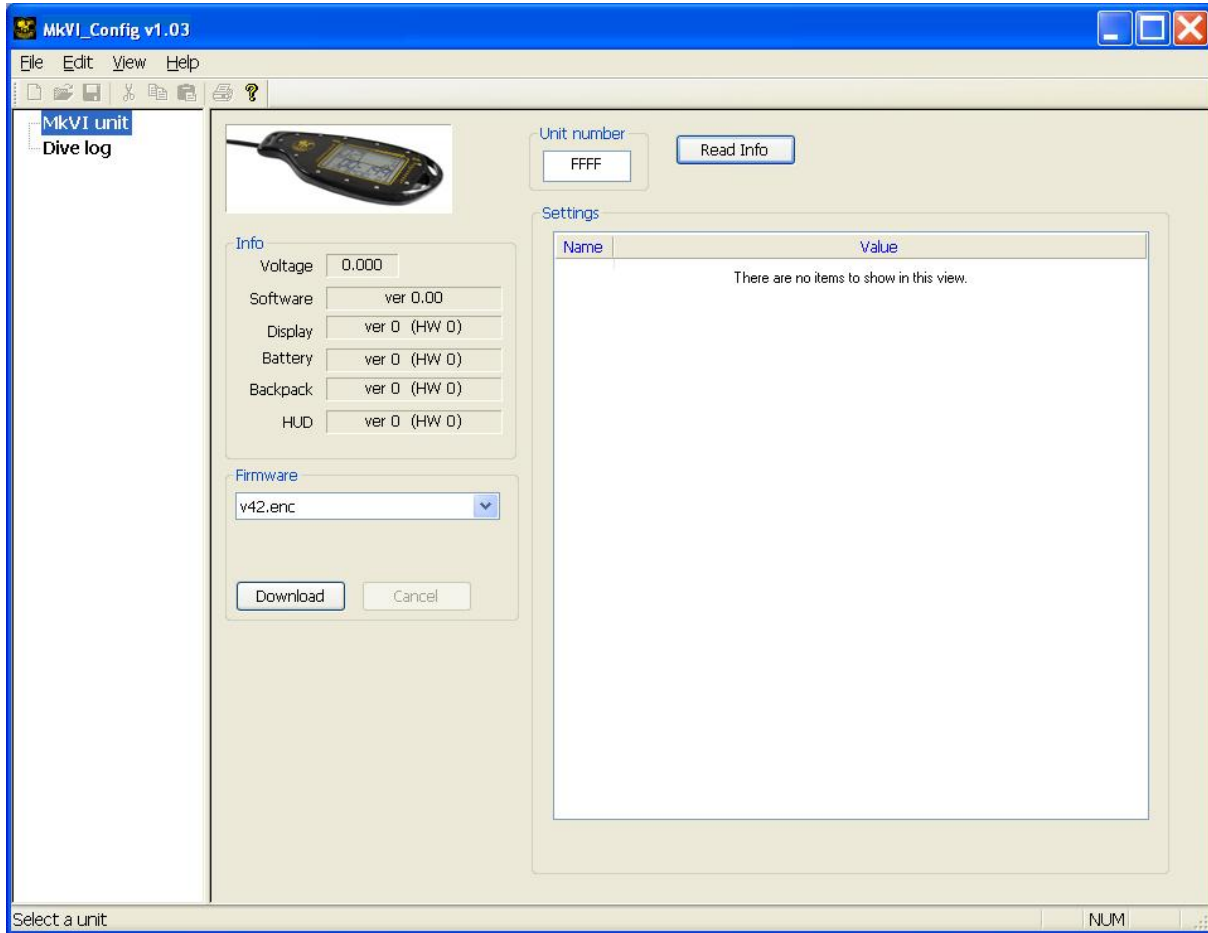 MkVI_Config v1.03
File Edit View Help
MkVI unit
Dive log
Unit number
FFFF
Read Info
Info
Voltage 0.000
Software ver 0.00
Display ver 0 (HW 0)
Battery ver 0 (HW 0)
Backpack ver 0 (HW 0)
HUD ver 0 (HW 0)
Firmware
v42.enc
Download Cancel
Settings
Name Value
There are no items to show in this view.
Select a unit NUM